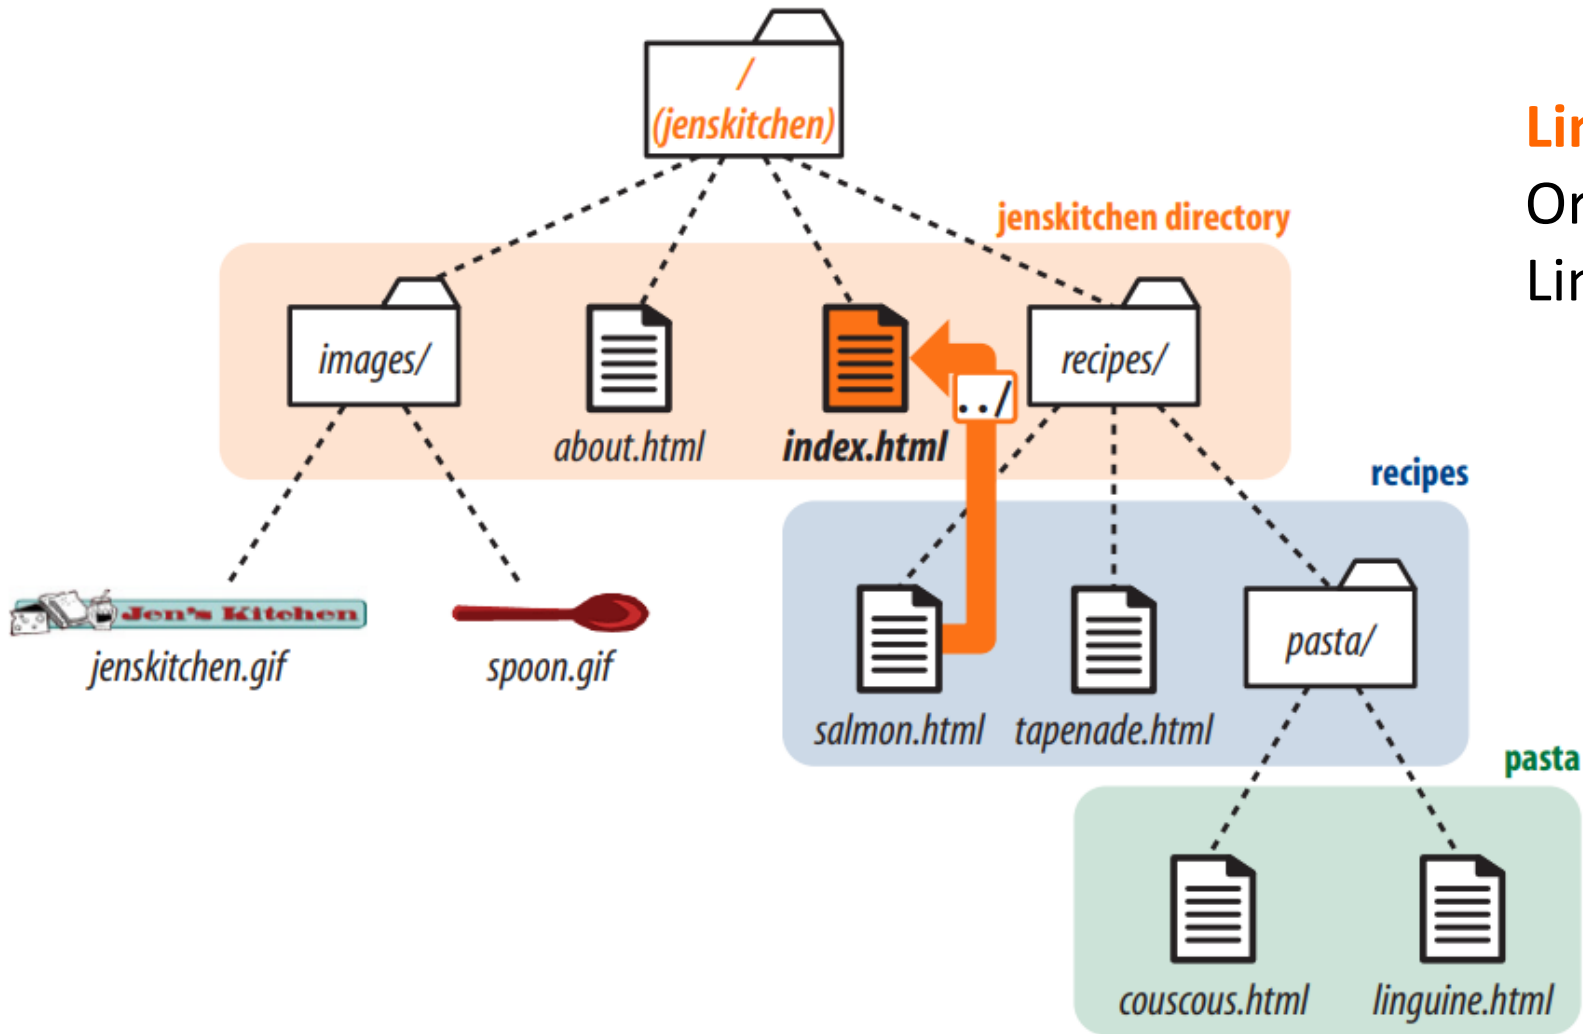 /
(jenskitchen)
jenskitchen directory
images/
about.html
index.html
../
recipes/
recipes
Jen's Kitchen
jenskitchen.gif
spoon.gif
salmon.html
tapenade.html
pasta/
pasta
couscous.html
linguine.html